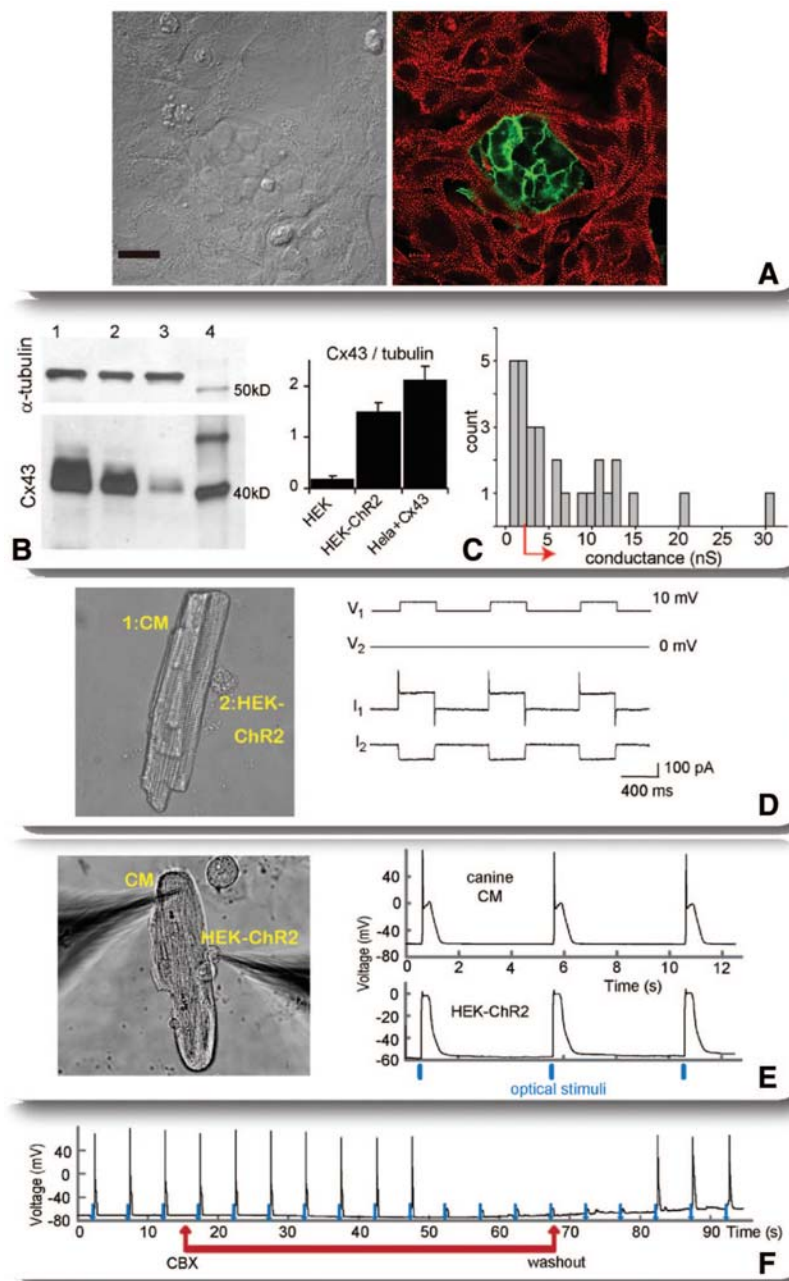 A
1 2 3 4
α-tubulin
50kD
Cx43
40kD
B
Cx43 / tubulin
2
1
0
HEK
HEK-ChR2
Hela+Cx43
5
3
1
count
0 5 10 15 20 25 30
conductance (nS)
C
1:CM
2:HEK-
ChR2
V1
10 mV
V2
0 mV
I1
I2
100 pA
400 ms
D
CM
HEK-ChR2
canine
CM
40
0
-40
-80
Voltage (mV)
0 2 4 6 8 10 12
Time (s)
HEK-ChR2
0
-20
-40
-60
optical stimuli
E
Voltage (mV)
40
0
-40
-80
0 10 20 30 40 50 60 70 80 90 Time (s)
CBX
washout
F